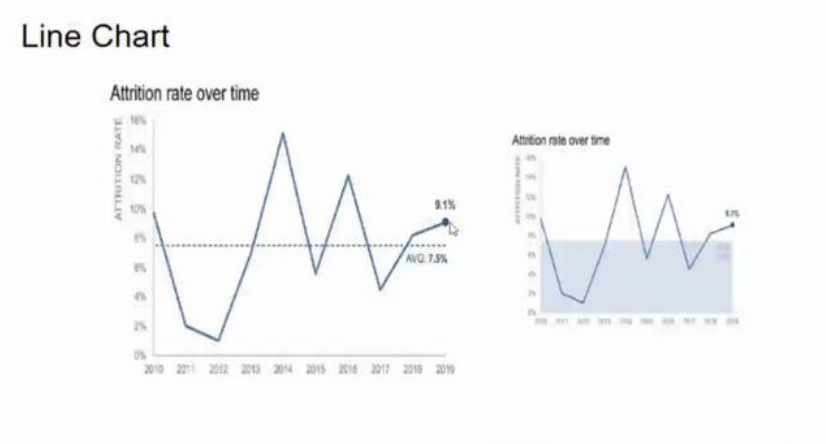 Line Chart
Attrition rate over time
ATTRITION RATE
16%
14%
12%
10%
8%
6%
4%
2%
0%
9.1%
AVG. 7.5%
2010 2011 2012 2013 2014 2015 2016 2017 2018 2019
Attrition rate over time
ATTRITION RATE
9.1%